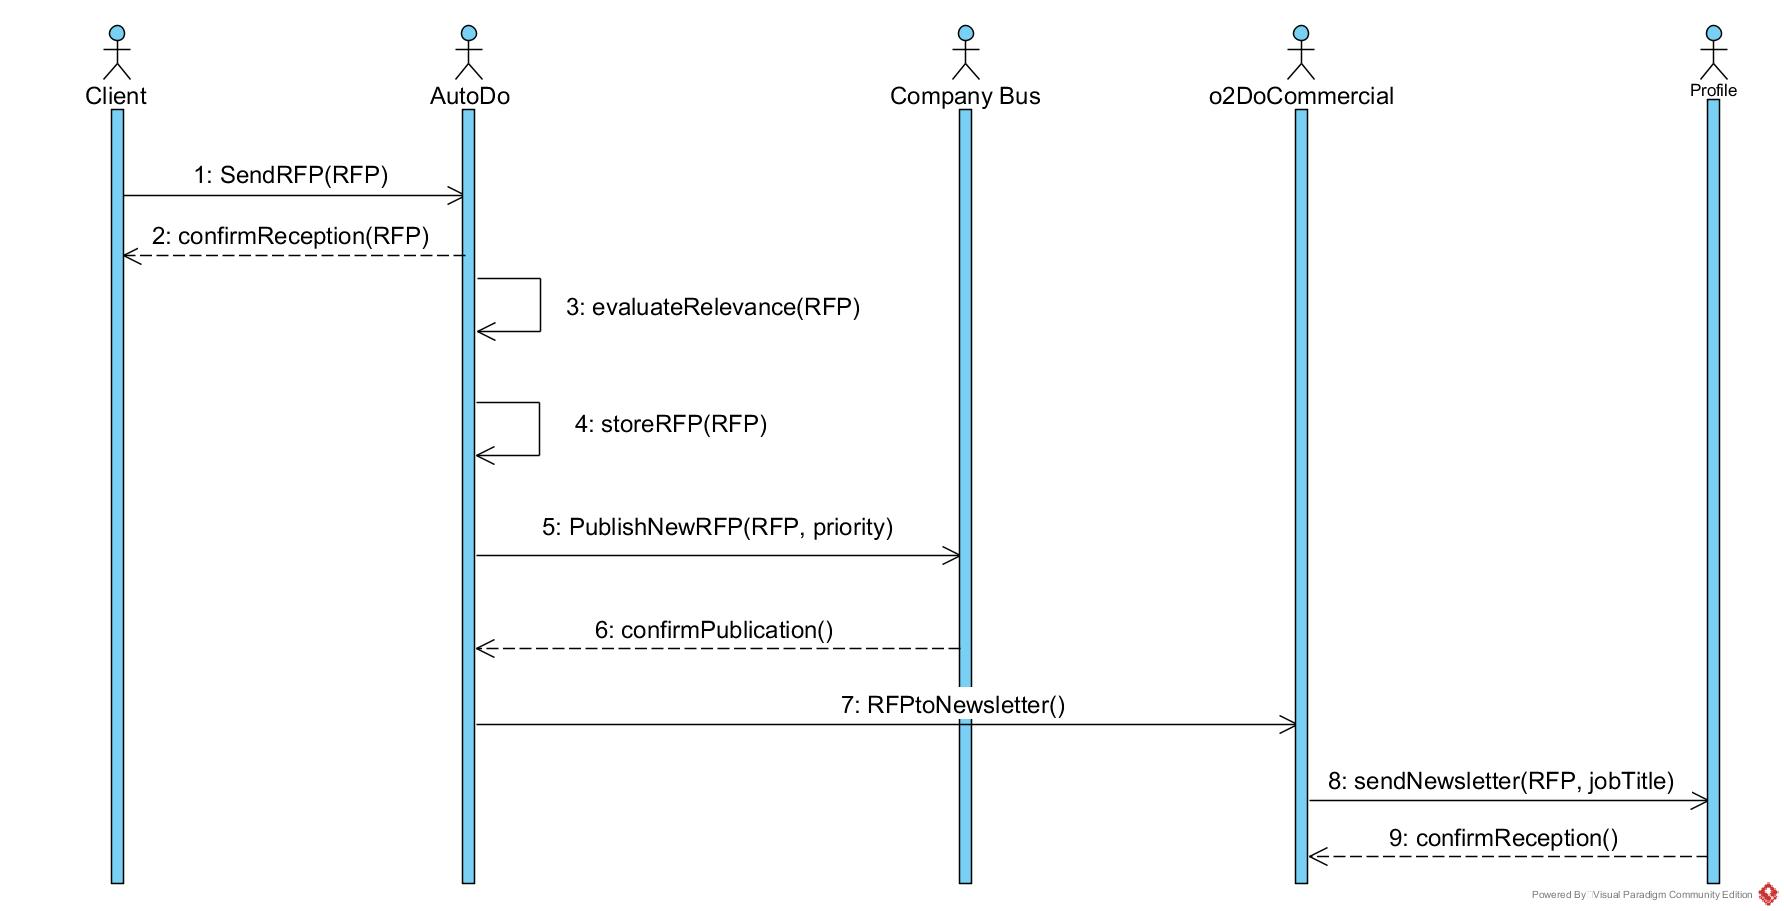 Client
AutoDo
Company Bus
o2DoCommercial
Profile
1: SendRFP(RFP)
2: confirmReception(RFP)
3: evaluateRelevance(RFP)
4: storeRFP(RFP)
5: PublishNewRFP(RFP, priority)
6: confirmPublication()
7: RFPtoNewsletter()
8: sendNewsletter(RFP, jobTitle)
9: confirmReception()
Powered By Visual Paradigm Community Edition